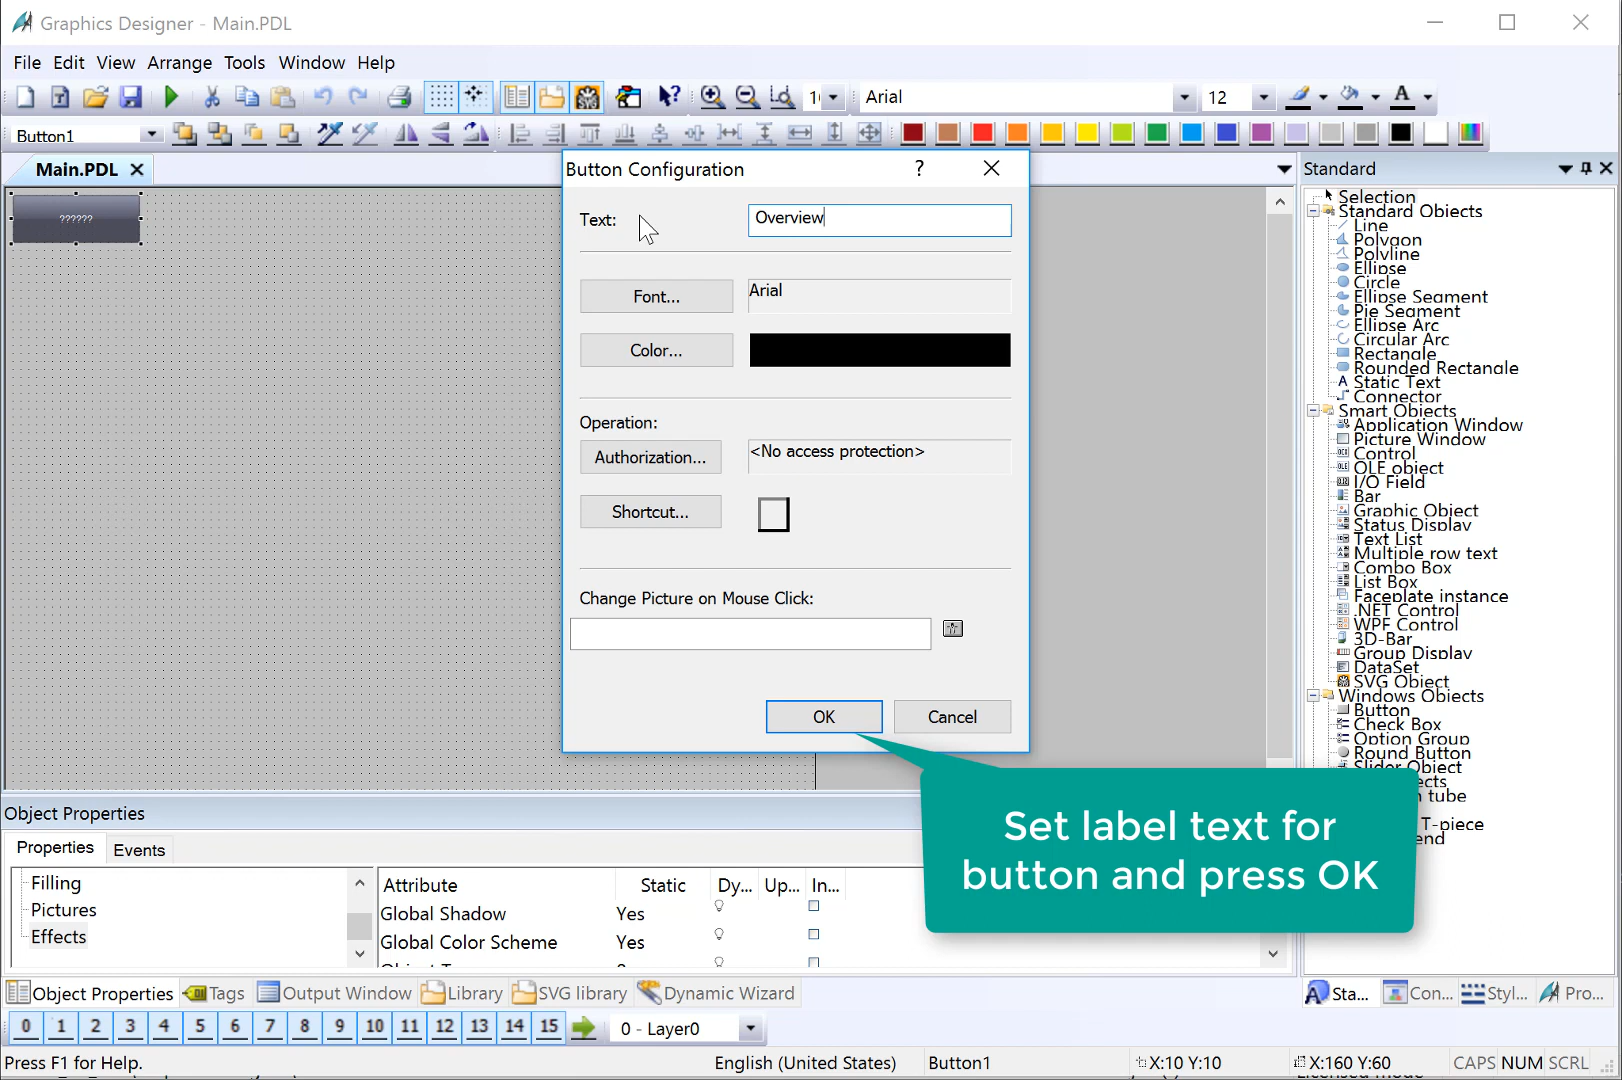 Graphics Designer - Main.PDL
File Edit View Arrange Tools Window Help
Arial 12
Button1
Main.PDL
??????
Button Configuration ?
Text: Overview
Font... Arial
Color...
Operation:
Authorization... <No access protection>
Shortcut...
Change Picture on Mouse Click:
OK Cancel
Set label text for
button and press OK
Standard
Selection
Standard Objects
Line
Polygon
Polyline
Ellipse
Circle
Ellipse Segment
Pie Segment
Ellipse Arc
Circular Arc
Rectangle
Rounded Rectangle
Static Text
Connector
Smart Objects
Application Window
Picture Window
Control
OLE object
I/O Field
Bar
Graphic Object
Status Display
Text List
Multiple row text
Combo Box
List Box
Faceplate instance
.NET Control
WPF Control
3D-Bar
Group Display
DataSet
SVG Object
Windows Objects
Button
Check Box
Option Group
Round Button
Slider Object
tube
T-piece
Object Properties
Properties Events
Filling
Pictures
Effects
Attribute Static Dy... Up... In...
Global Shadow Yes
Global Color Scheme Yes
Object Properties Tags Output Window Library SVG library Dynamic Wizard
Sta... Con... Styl... Pro...
0 1 2 3 4 5 6 7 8 9 10 11 12 13 14 15 0 - Layer0
Press F1 for Help. English (United States) Button1 X:10 Y:10 X:160 Y:60 CAPS NUM SCRL